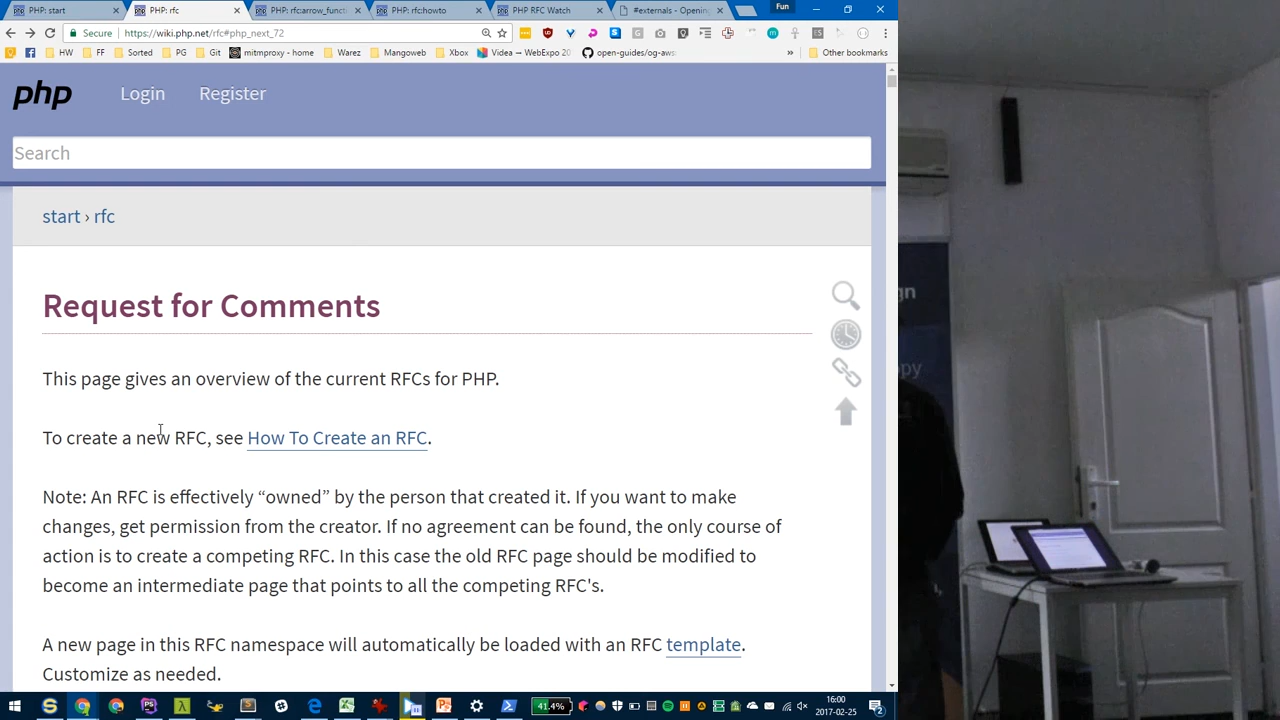 PHP: start
PHP: rfc
PHP: rfc:arrow_functi
PHP: rfc:howto
PHP RFC Watch
#externals - Opening
Fun
Secure
https://wiki.php.net/rfc#php_next_72
HW
FF
Sorted
PG
Git
mitmproxy - home
Warez
Mangoweb
Xbox
Videa → WebExpo 20
open-guides/og-aws
»
Other bookmarks
php
Login
Register
Search
start › rfc
Request for Comments
This page gives an overview of the current RFCs for PHP.
To create a new RFC, see How To Create an RFC.
Note: An RFC is effectively “owned” by the person that created it. If you want to make
changes, get permission from the creator. If no agreement can be found, the only course of
action is to create a competing RFC. In this case the old RFC page should be modified to
become an intermediate page that points to all the competing RFC's.
A new page in this RFC namespace will automatically be loaded with an RFC template.
Customize as needed.
41.4%
16:00
2017-02-25